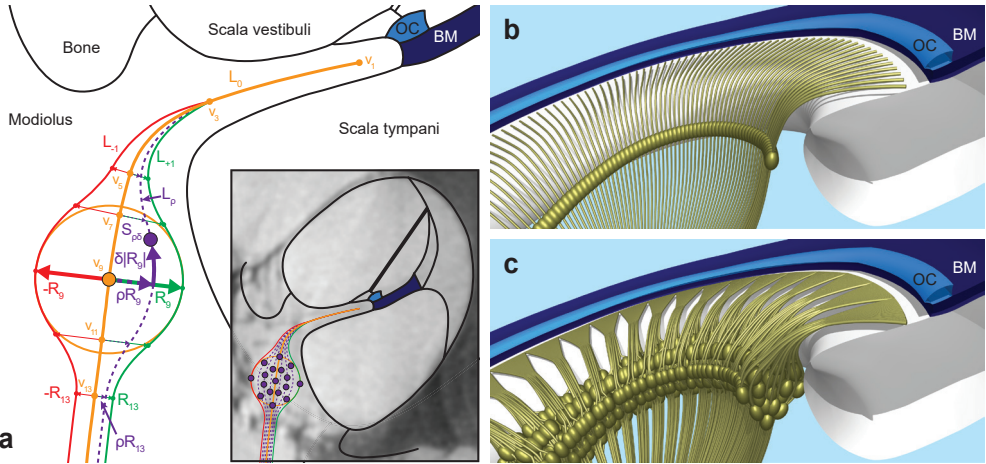 Bone
Scala vestibuli
OC
BM
L₀
v₁
v₃
Modiolus
Scala tympani
L₋₁
L₊₁
v₅
Lρ
v₇
Sρδ
v₉
δ|R₉|
-R₉
ρR₉
R₉
v₁₁
v₁₃
-R₁₃
R₁₃
ρR₁₃
a
b
OC
BM
c
OC
BM